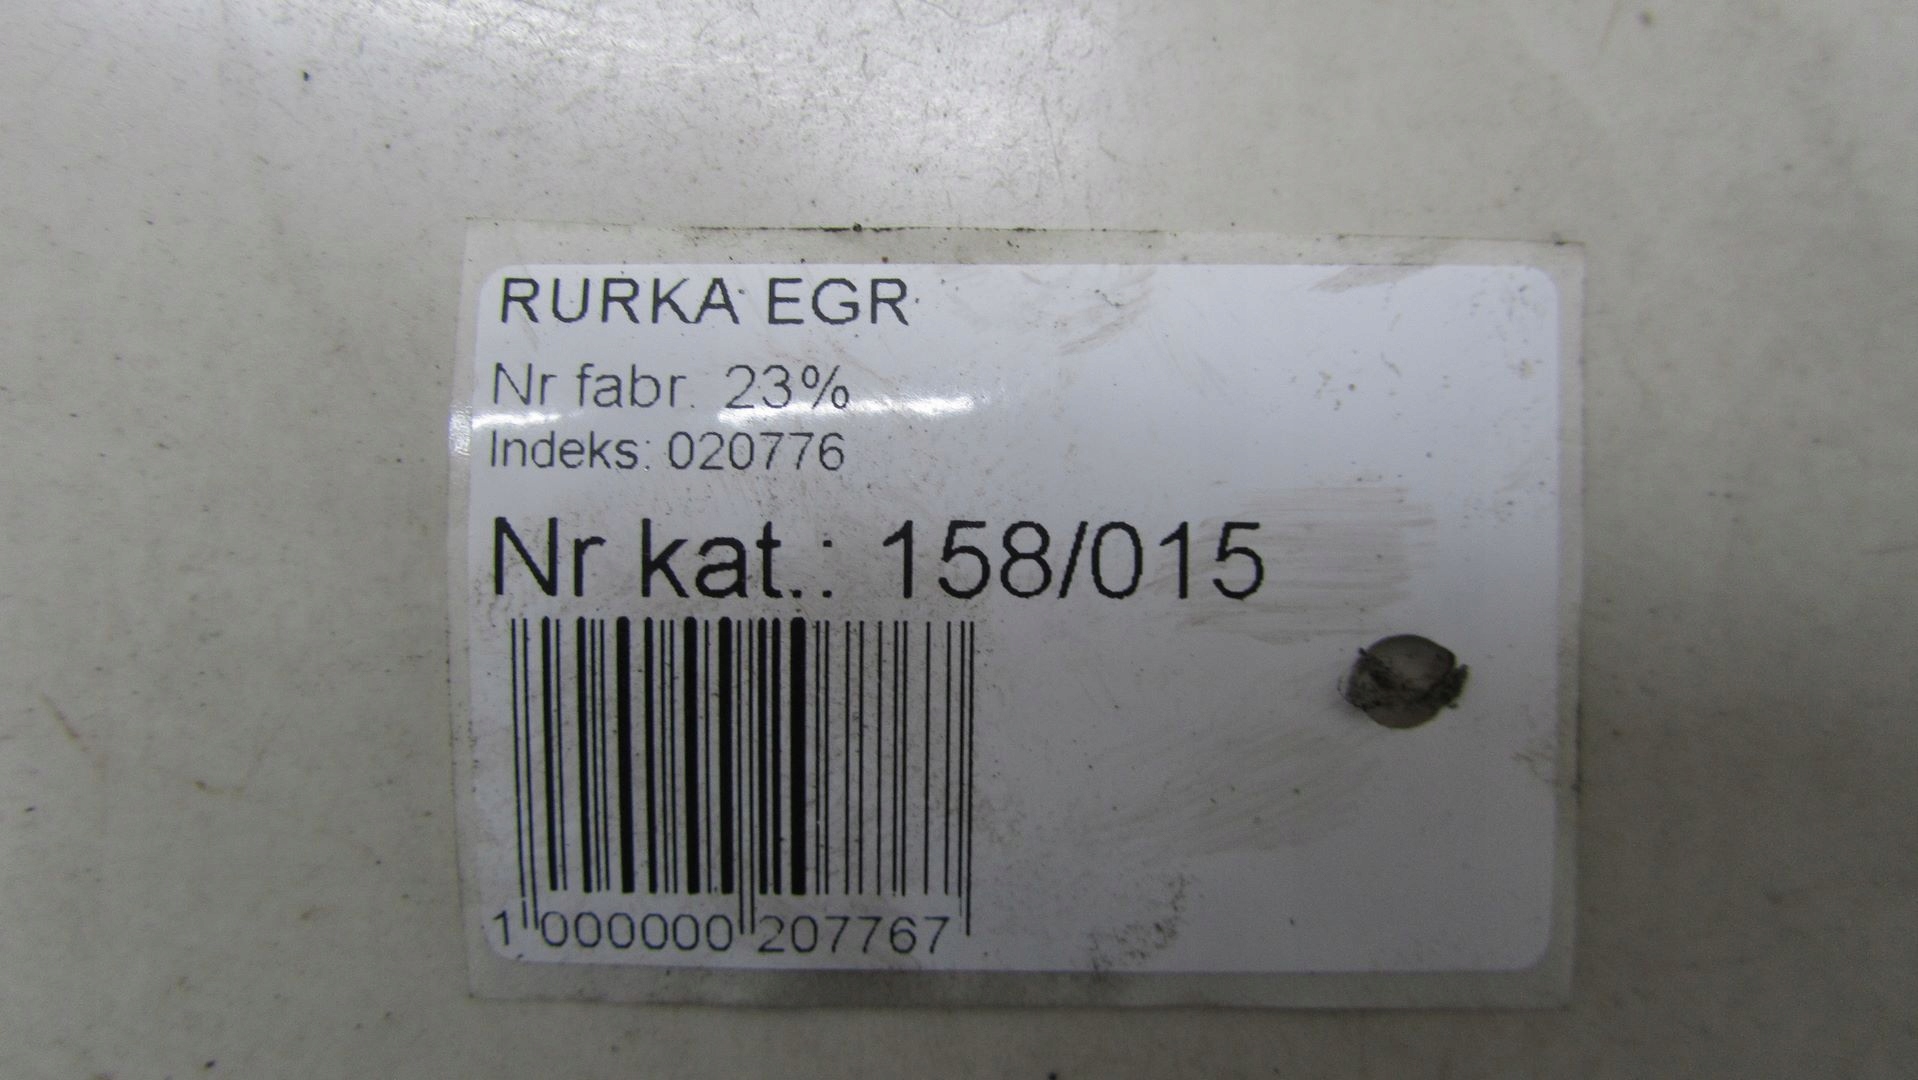 RURKA EGR
Nr fabr. 23%
Indeks: 020776
Nr kat.: 158/015
1 000000 207767